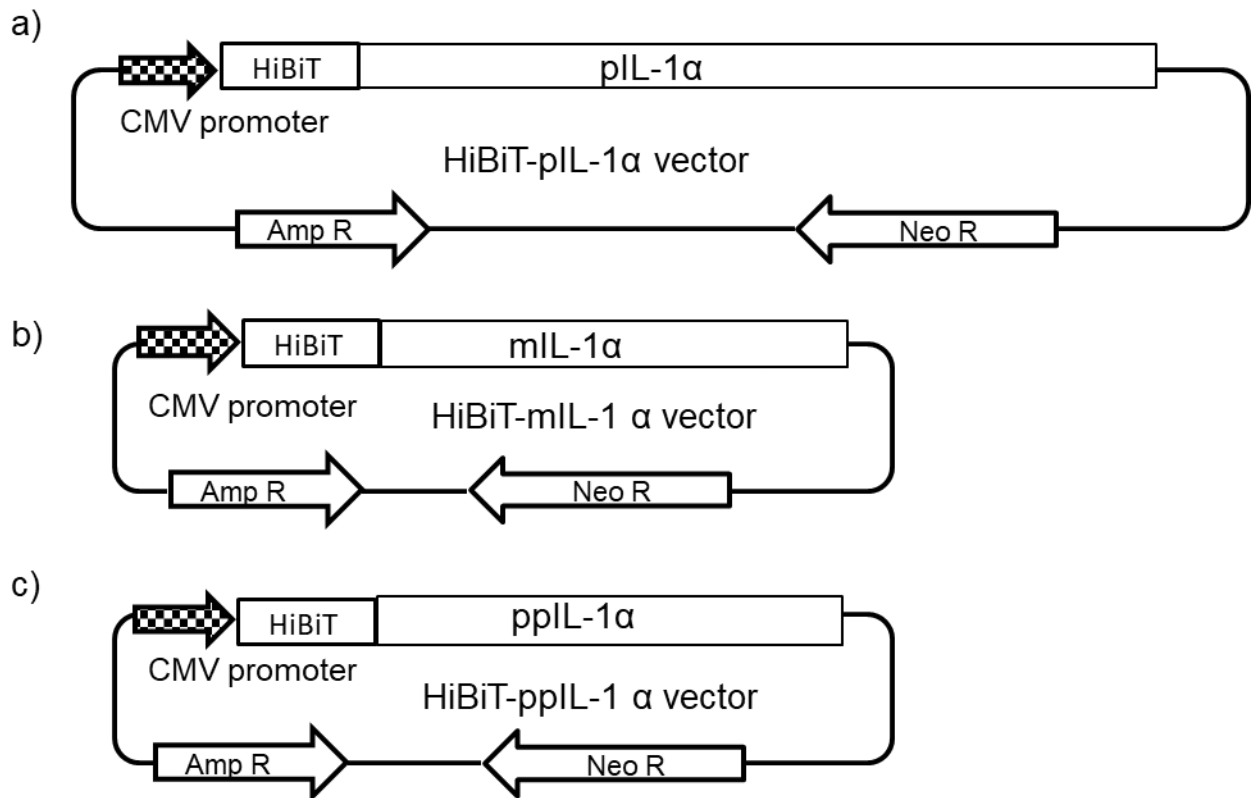 a)
HiBiT pIL-1α
CMV promoter
HiBiT-pIL-1α vector
Amp R Neo R
b)
HiBiT mIL-1α
CMV promoter
HiBiT-mIL-1 α vector
Amp R Neo R
c)
HiBiT ppIL-1α
CMV promoter
HiBiT-ppIL-1 α vector
Amp R Neo R